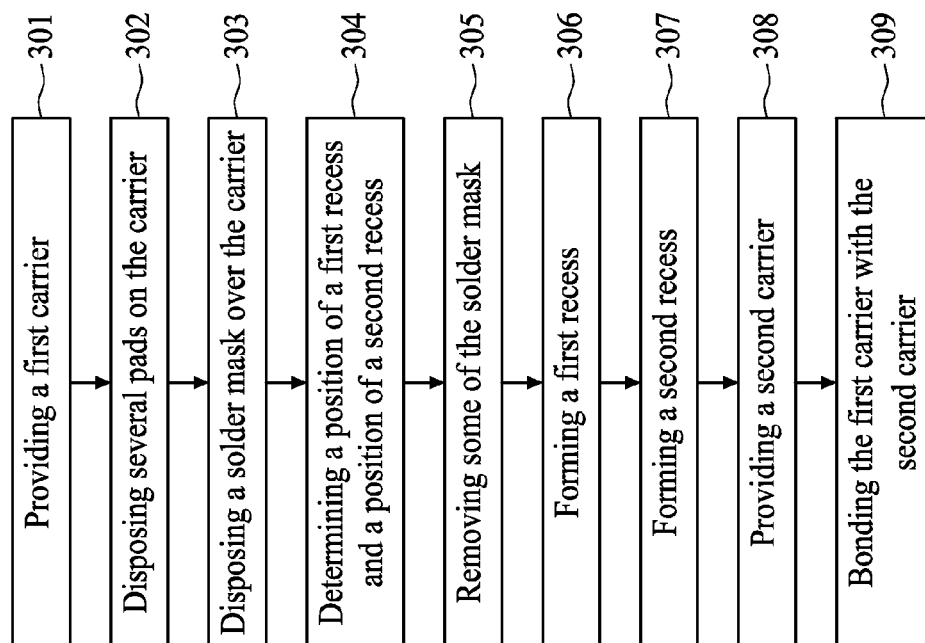 Providing a first carrier
301
Disposing several pads on the carrier
302
Disposing a solder mask over the carrier
303
Determining a position of a first recess
and a position of a second recess
304
Removing some of the solder mask
305
Forming a first recess
306
Forming a second recess
307
Providing a second carrier
308
Bonding the first carrier with the
second carrier
309